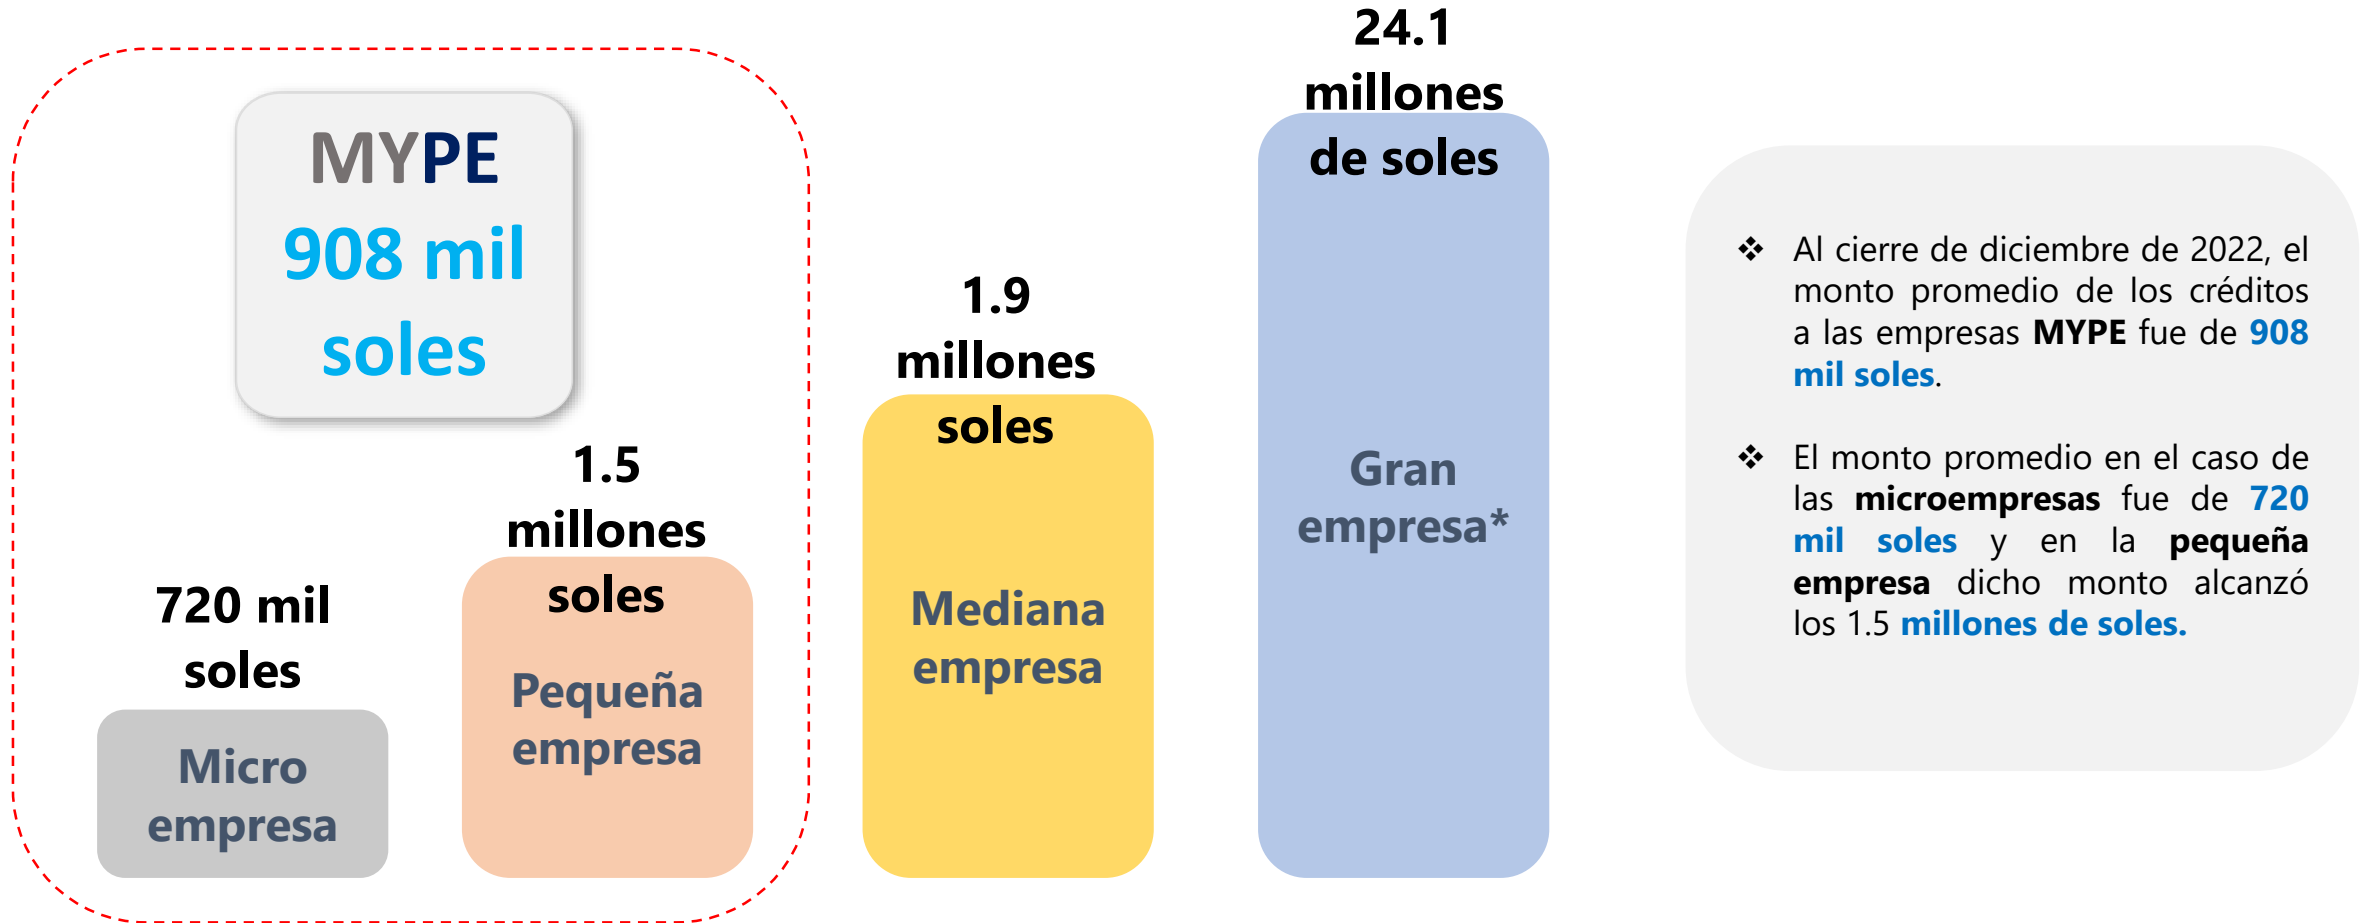 MYPE
908 mil
soles
720 mil
soles
Micro
empresa
1.5
millones
soles
Pequeña
empresa
1.9
millones
soles
Mediana
empresa
24.1
millones
de soles
Gran
empresa*
❖ Al cierre de diciembre de 2022, el
monto promedio de los créditos
a las empresas MYPE fue de 908
mil soles.
❖ El monto promedio en el caso de
las microempresas fue de 720
mil soles y en la pequeña
empresa dicho monto alcanzó
los 1.5 millones de soles.